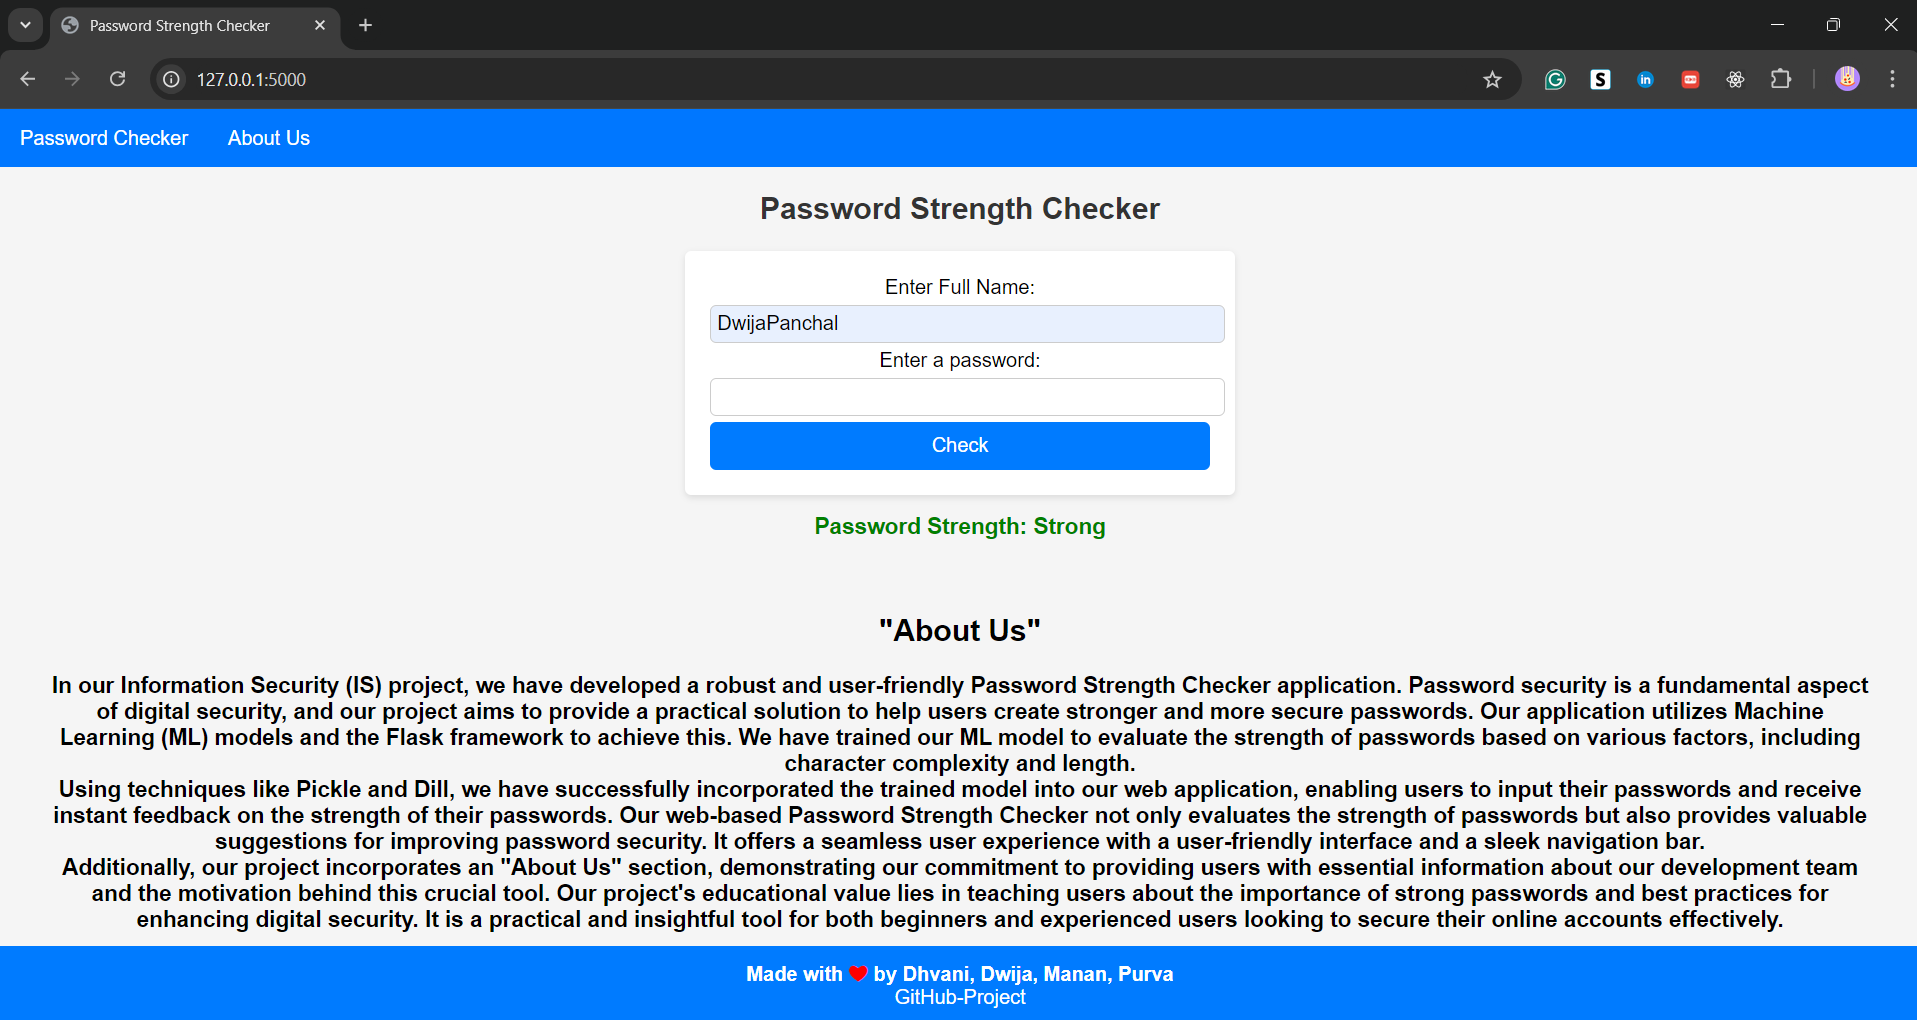 Password Strength Checker
127.0.0.1:5000
Password Checker About Us
Password Strength Checker
Enter Full Name:
DwijaPanchal
Enter a password:
Check
Password Strength: Strong
"About Us"
In our Information Security (IS) project, we have developed a robust and user-friendly Password Strength Checker application. Password security is a fundamental aspect
of digital security, and our project aims to provide a practical solution to help users create stronger and more secure passwords. Our application utilizes Machine
Learning (ML) models and the Flask framework to achieve this. We have trained our ML model to evaluate the strength of passwords based on various factors, including
character complexity and length.
Using techniques like Pickle and Dill, we have successfully incorporated the trained model into our web application, enabling users to input their passwords and receive
instant feedback on the strength of their passwords. Our web-based Password Strength Checker not only evaluates the strength of passwords but also provides valuable
suggestions for improving password security. It offers a seamless user experience with a user-friendly interface and a sleek navigation bar.
Additionally, our project incorporates an "About Us" section, demonstrating our commitment to providing users with essential information about our development team
and the motivation behind this crucial tool. Our project's educational value lies in teaching users about the importance of strong passwords and best practices for
enhancing digital security. It is a practical and insightful tool for both beginners and experienced users looking to secure their online accounts effectively.
Made with ❤️ by Dhvani, Dwija, Manan, Purva
GitHub-Project